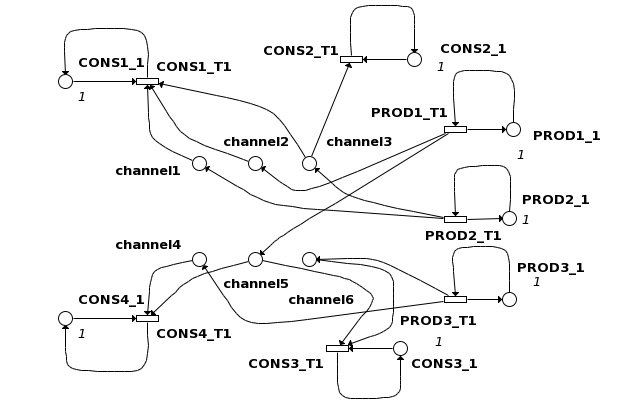 CONS2_T1
CONS2_1
1
CONS1_1
CONS1_T1
1
PROD1_T1
PROD1_1
1
channel2
channel3
channel1
PROD2_1
1
PROD2_T1
channel4
channel5
channel6
PROD3_1
1
CONS4_1
1
CONS4_T1
PROD3_T1
1
CONS3_T1
CONS3_1